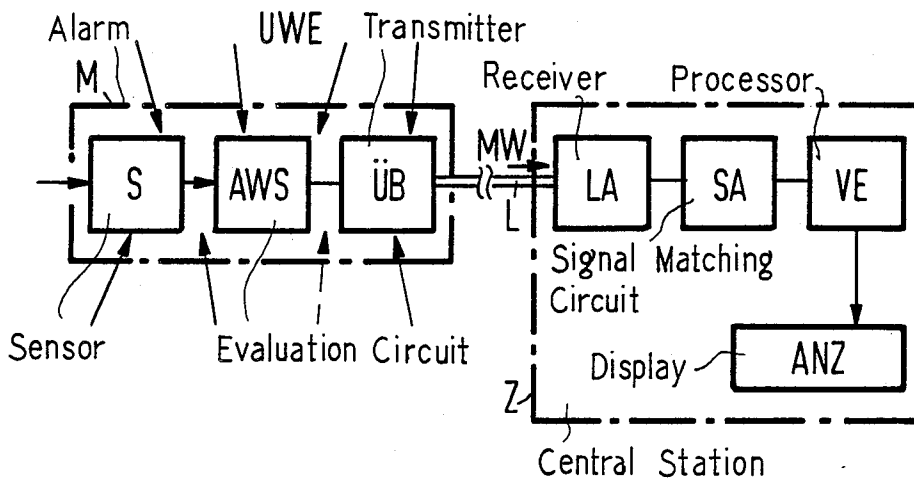 Alarm
UWE
Transmitter
M
Receiver
Processor
S
AWS
ÜB
MW
L
LA
SA
VE
Signal Matching
Circuit
Sensor
Evaluation Circuit
Display
ANZ
Z
Central Station